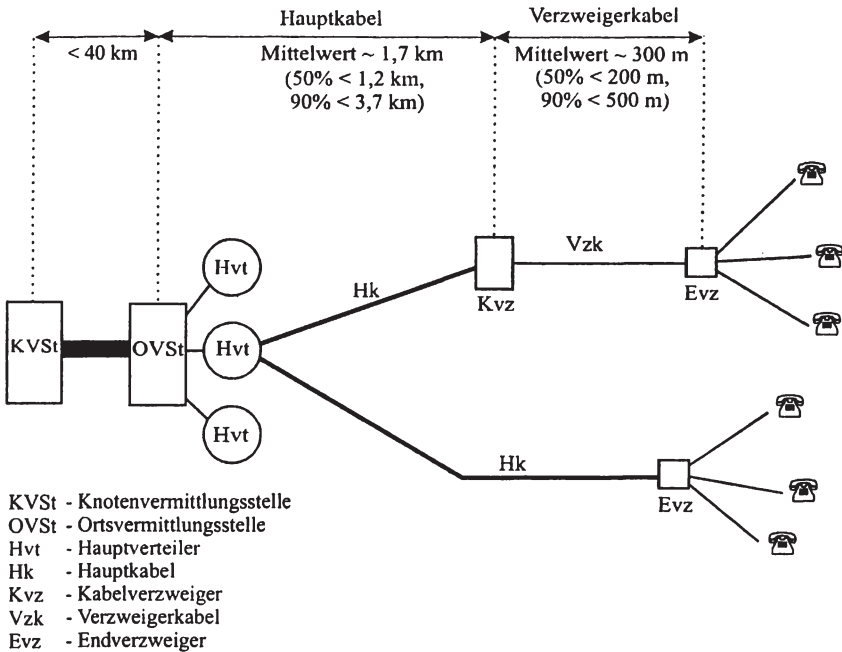 Hauptkabel
Verzweigerkabel
< 40 km
Mittelwert ~ 1,7 km
(50% < 1,2 km,
90% < 3,7 km)
Mittelwert ~ 300 m
(50% < 200 m,
90% < 500 m)
Hvt
Hk
Kvz
Vzk
Evz
KVSt
OVSt
Hvt
Hvt
Hk
Evz
KVSt - Knotenvermittlungsstelle
OVSt - Ortsvermittlungsstelle
Hvt - Hauptverteiler
Hk - Hauptkabel
Kvz - Kabelverzweiger
Vzk - Verzweigerkabel
Evz - Endverzweiger